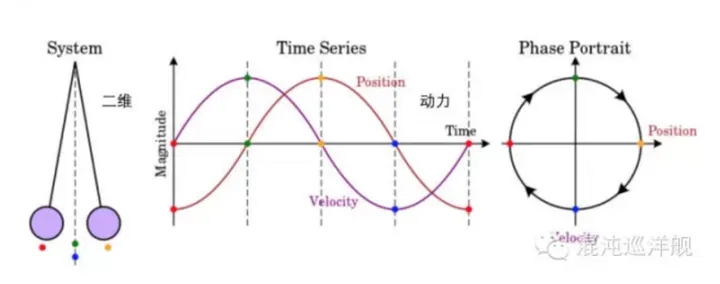 System
Time Series
Phase Portrait
二维
Position
动力
Time
Magnitude
Velocity
Position
Velocity
混沌巡洋舰